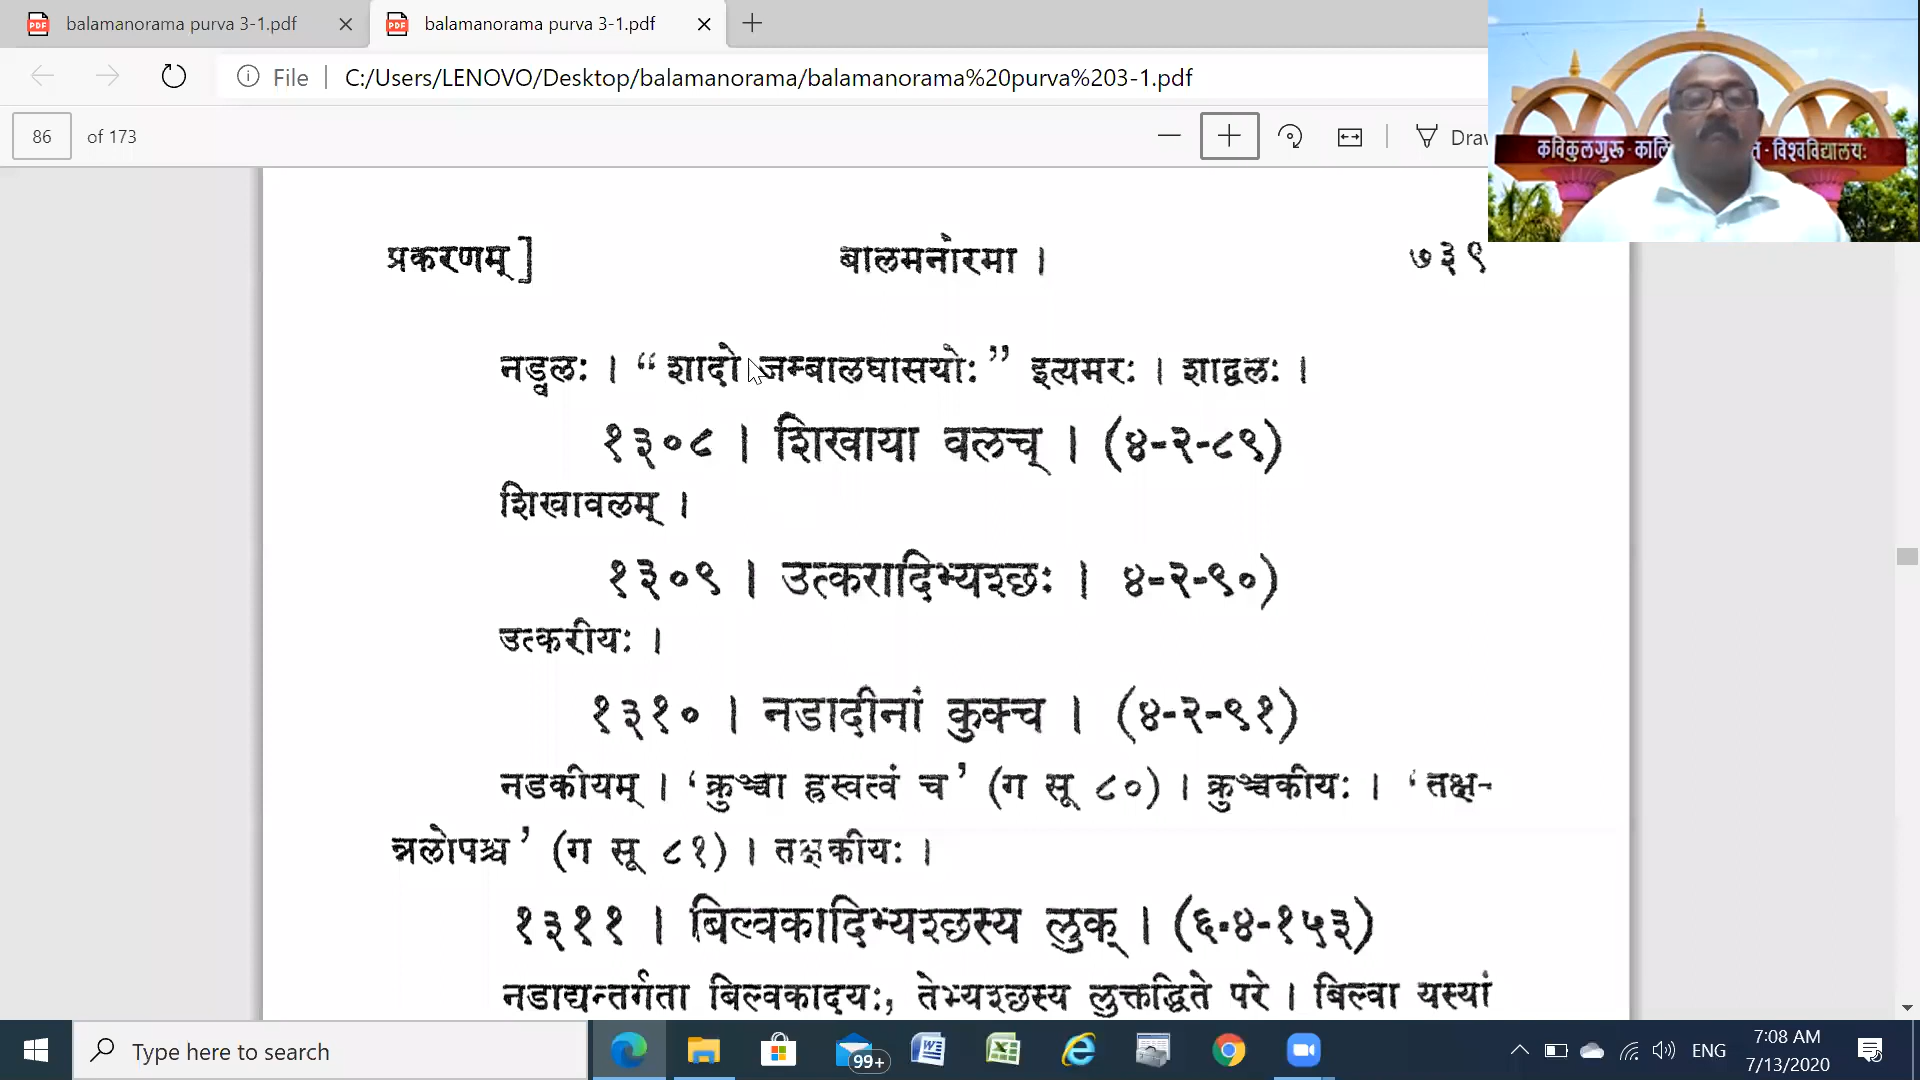 balamanorama purva 3-1.pdf
balamanorama purva 3-1.pdf
File
C:/Users/LENOVO/Desktop/balamanorama/balamanorama%20purva%203-1.pdf
86 of 173
Draw
कविकुलगुरू-कालि त-विश्वविद्यालयः
प्रकरणम्] बालमनोरमा । ७३९
नड्वलः । “शादो जम्बालघासयोः” इत्यमरः । शाद्वलः ।
१३०८ । शिखाया वलच् । (४-२-८९)
शिखावलम् ।
१३०९ । उत्करादिभ्यश्छः । ४-२-९०)
उत्करीयः ।
१३१० । नडादीनां कुक्च । (४-२-९१)
नडकीयम् । ‘क्रुञ्चा ह्रस्वत्वं च’ (ग सू ८०) । क्रुञ्चकीयः । ‘तक्ष-
न्नलोपश्च’ (ग सू ८१) । तक्षकीयः ।
१३११ । बिल्वकादिभ्यश्छस्य लुक् । (६-४-१५३)
नडाद्यन्तर्गता बिल्वकादयः, तेभ्यश्छस्य लुक्तद्धिते परे । बिल्वा यस्यां
Type here to search
99+
ENG
7:08 AM
7/13/2020